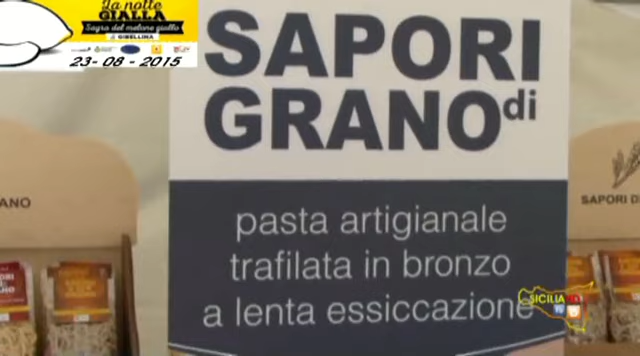 La notte
GIALLA
Sagra del melone giallo
di GIBELLINA
23- 08 - 2015
SAPORI
di
GRANO
pasta artigianale
trafilata in bronzo
a lenta essiccazione
ANO
SAPORI D
SICILIA
TV